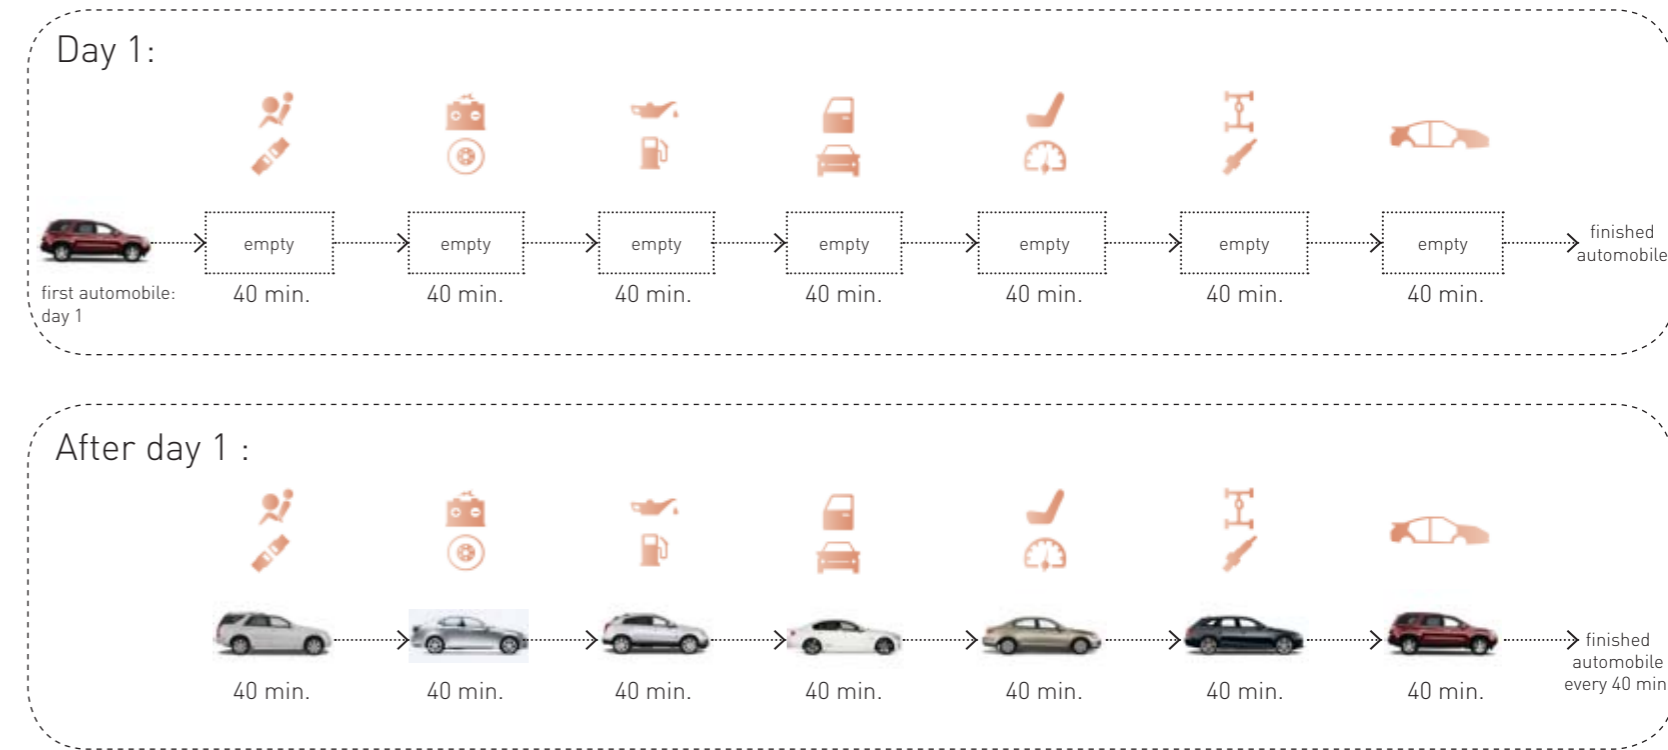 Day 1:
empty empty empty empty empty empty empty
finished
automobile
first automobile:
day 1
40 min. 40 min. 40 min. 40 min. 40 min. 40 min. 40 min.
After day 1 :
finished
automobile
every 40 min
40 min. 40 min. 40 min. 40 min. 40 min. 40 min. 40 min.